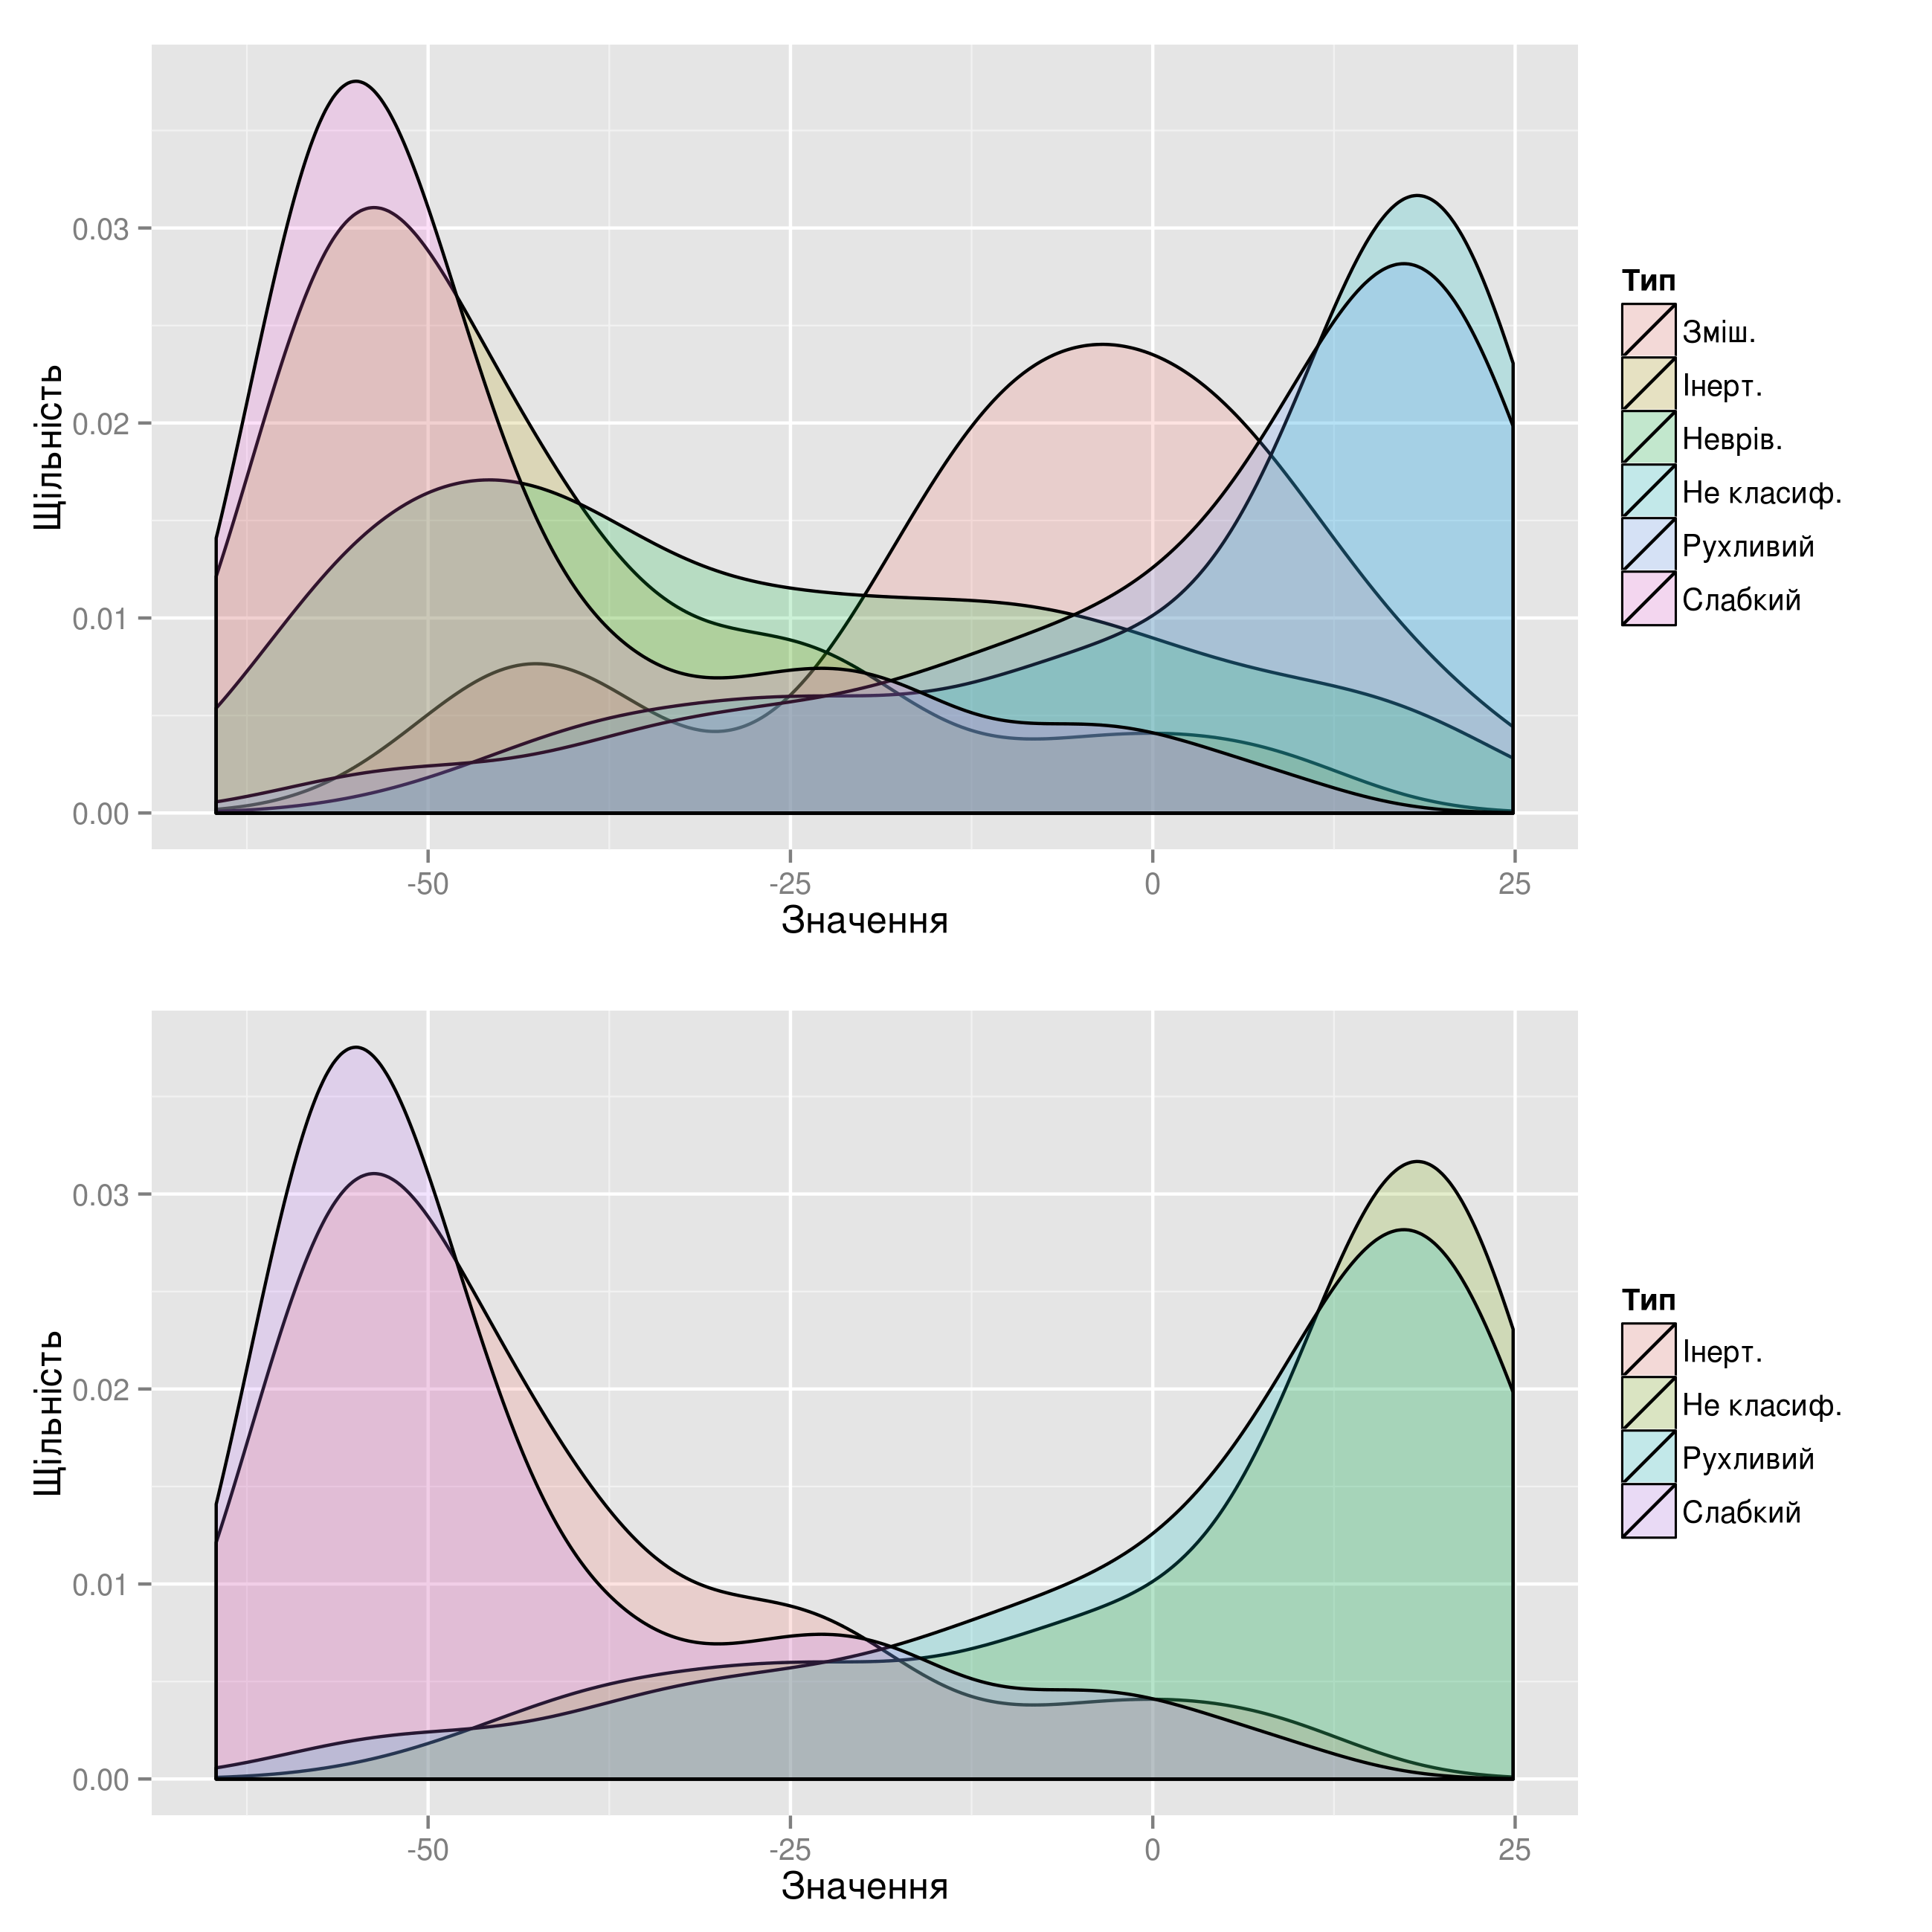 Щільність
0.03
0.02
0.01
0.00
-50
-25
0
25
Значення
Тип
Зміш.
Інерт.
Неврів.
Не класиф.
Рухливий
Слабкий
Щільність
0.03
0.02
0.01
0.00
-50
-25
0
25
Значення
Тип
Інерт.
Не класиф.
Рухливий
Слабкий